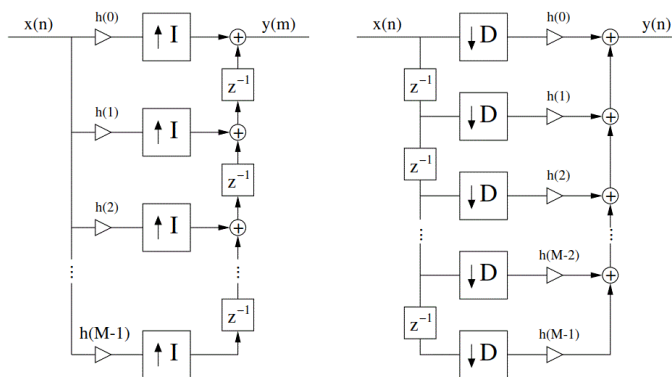 x(n)
h(0)
↑ I
+
y(m)
z⁻¹
h(1)
↑ I
+
z⁻¹
h(2)
↑ I
+
⋮
⋮
z⁻¹
h(M-1)
↑ I
x(n)
↓ D
h(0)
+
y(n)
z⁻¹
↓ D
h(1)
+
z⁻¹
↓ D
h(2)
+
⋮
⋮
↓ D
h(M-2)
+
z⁻¹
↓ D
h(M-1)